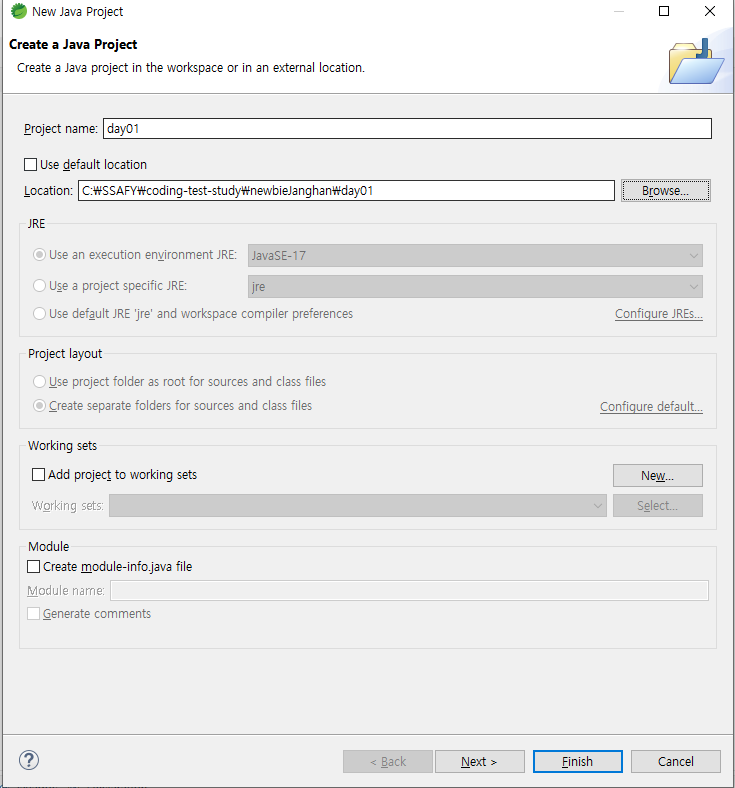 New Java Project
Create a Java Project
Create a Java project in the workspace or in an external location.
Project name: day01
Use default location
Location: C:₩SSAFY₩coding-test-study₩newbieJanghan₩day01 Browse...
JRE
Use an execution environment JRE: JavaSE-17
Use a project specific JRE: jre
Use default JRE 'jre' and workspace compiler preferences Configure JREs...
Project layout
Use project folder as root for sources and class files
Create separate folders for sources and class files Configure default...
Working sets
Add project to working sets New...
Working sets: Select...
Module
Create module-info.java file
Module name:
Generate comments
? < Back Next > Finish Cancel